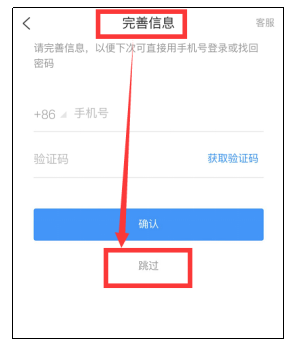 完善信息
客服
请完善信息，以便下次可直接用手机号登录或找回
密码
+86 手机号
验证码 获取验证码
确认
跳过